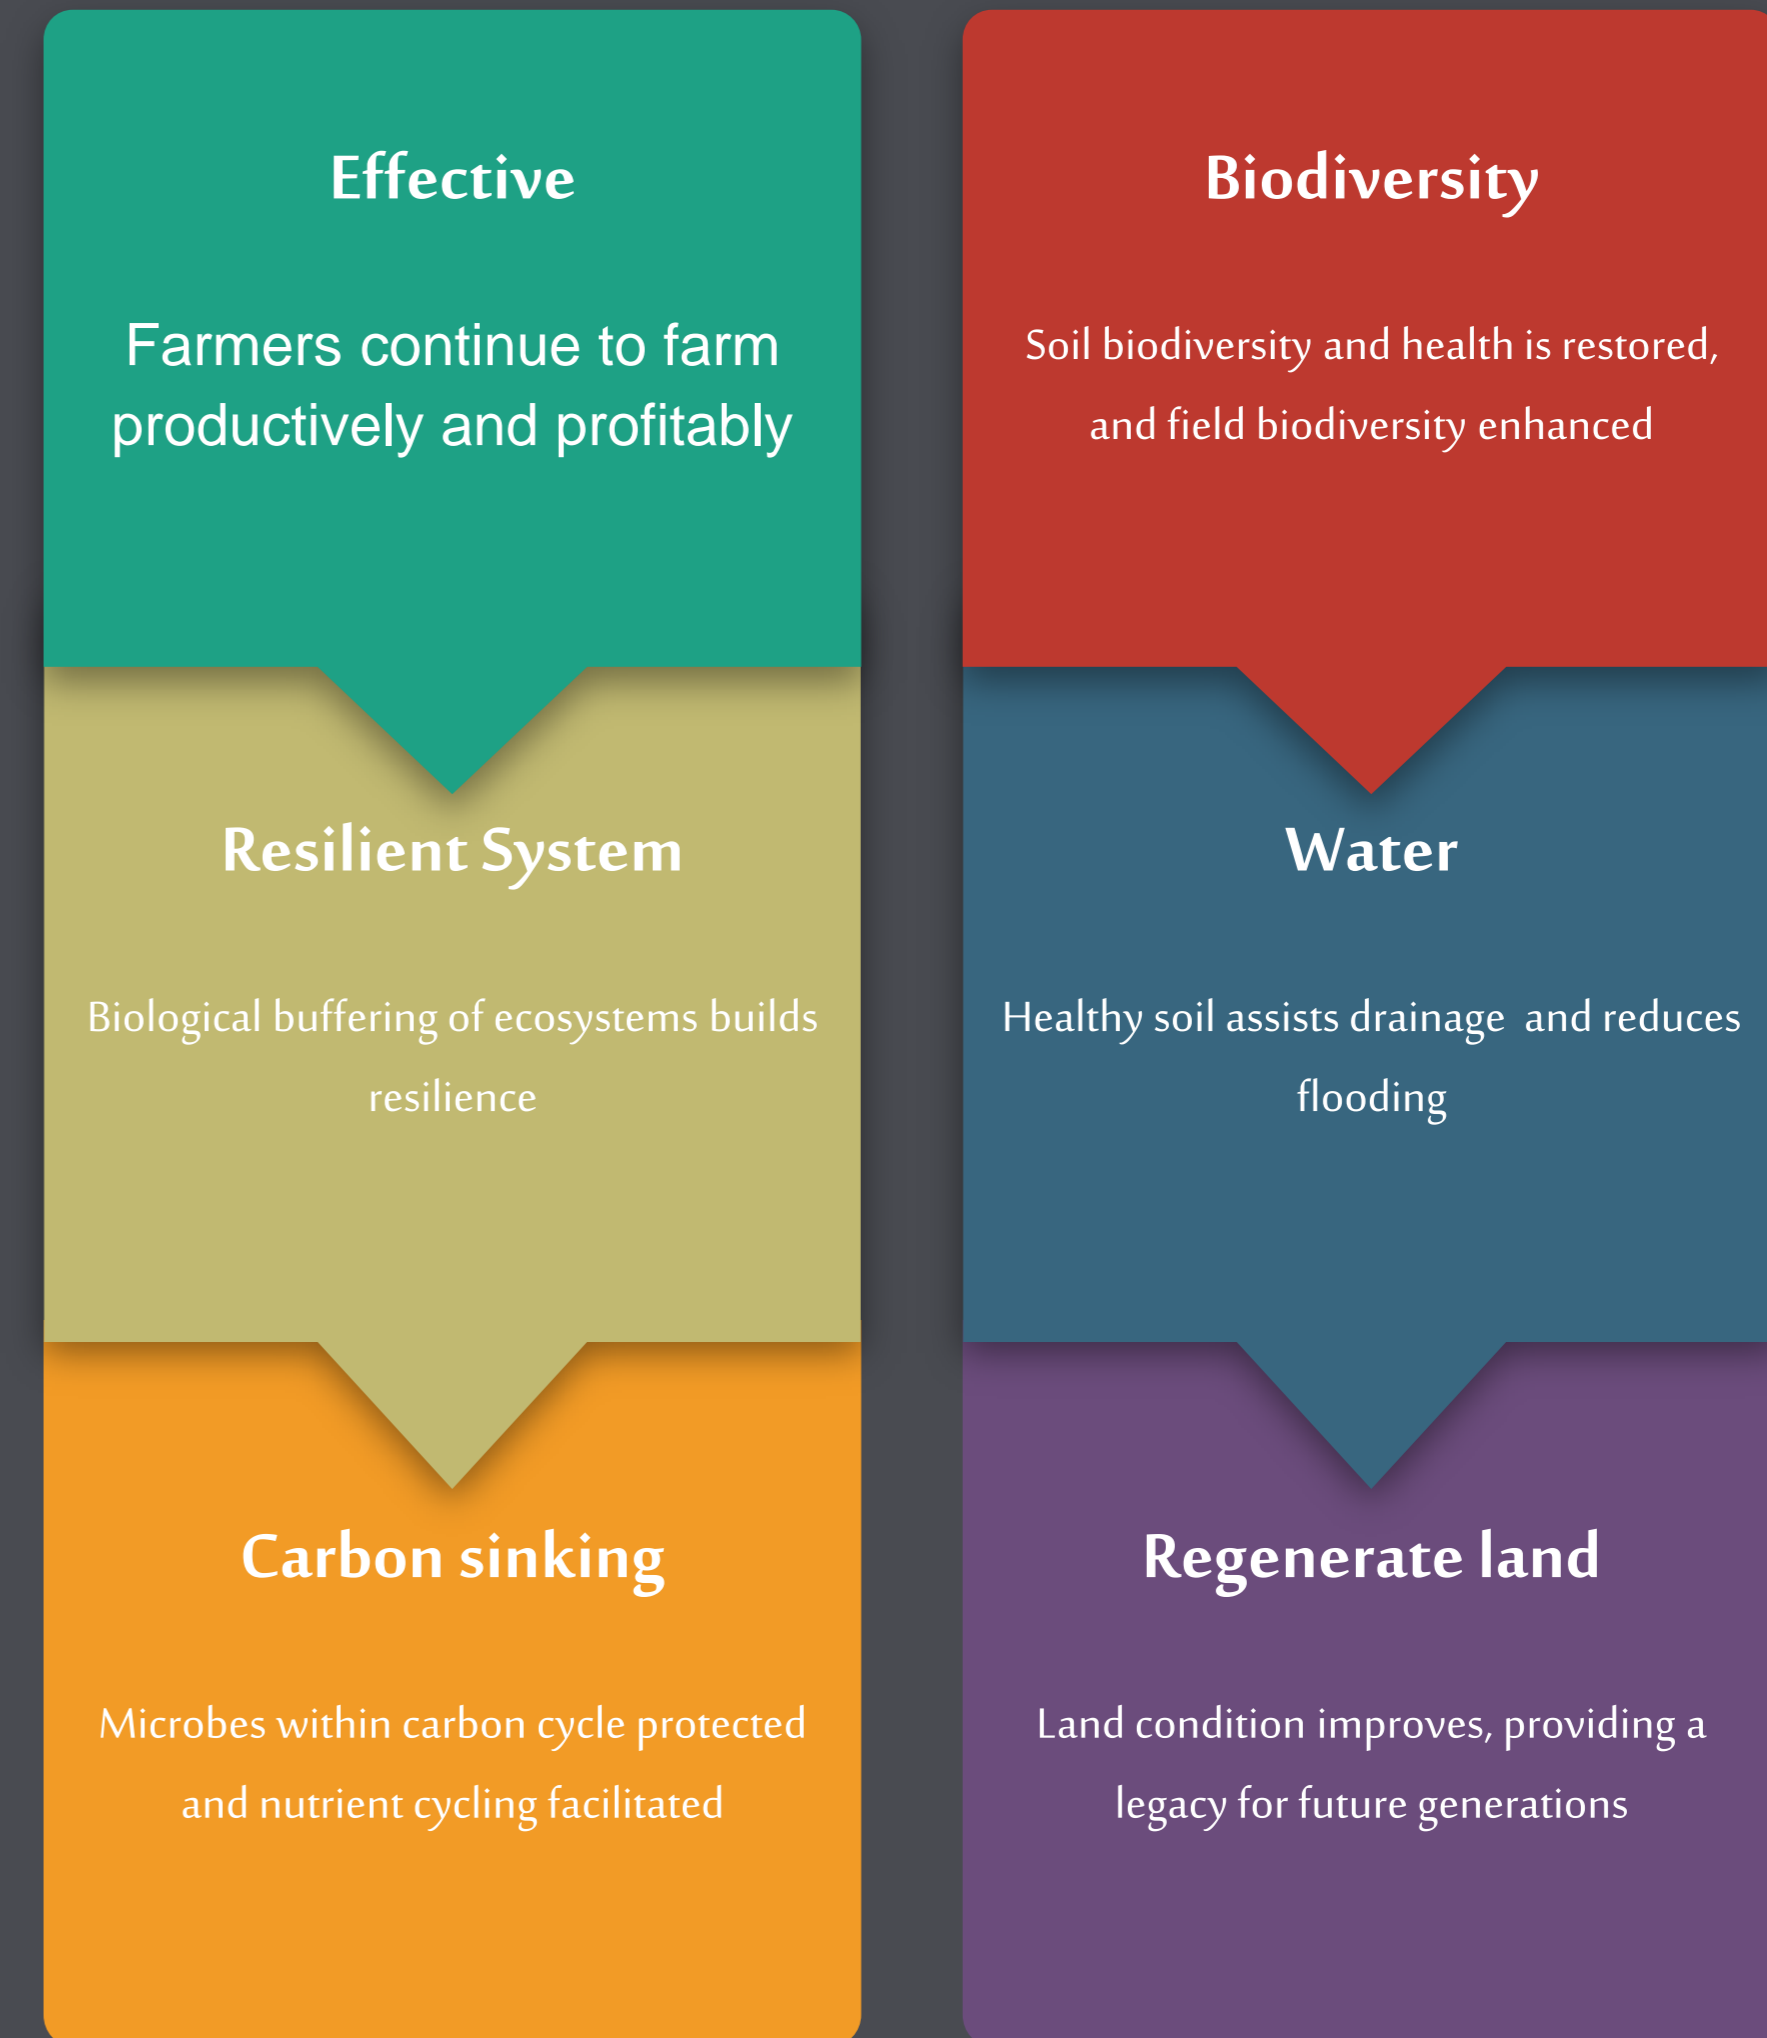 Effective
Farmers continue to farm
productively and profitably
Resilient System
Biological buffering of ecosystems builds
resilience
Carbon sinking
Microbes within carbon cycle protected
and nutrient cycling facilitated
Biodiversity
Soil biodiversity and health is restored,
and field biodiversity enhanced
Water
Healthy soil assists drainage  and reduces
flooding
Regenerate land
Land condition improves, providing a
legacy for future generations